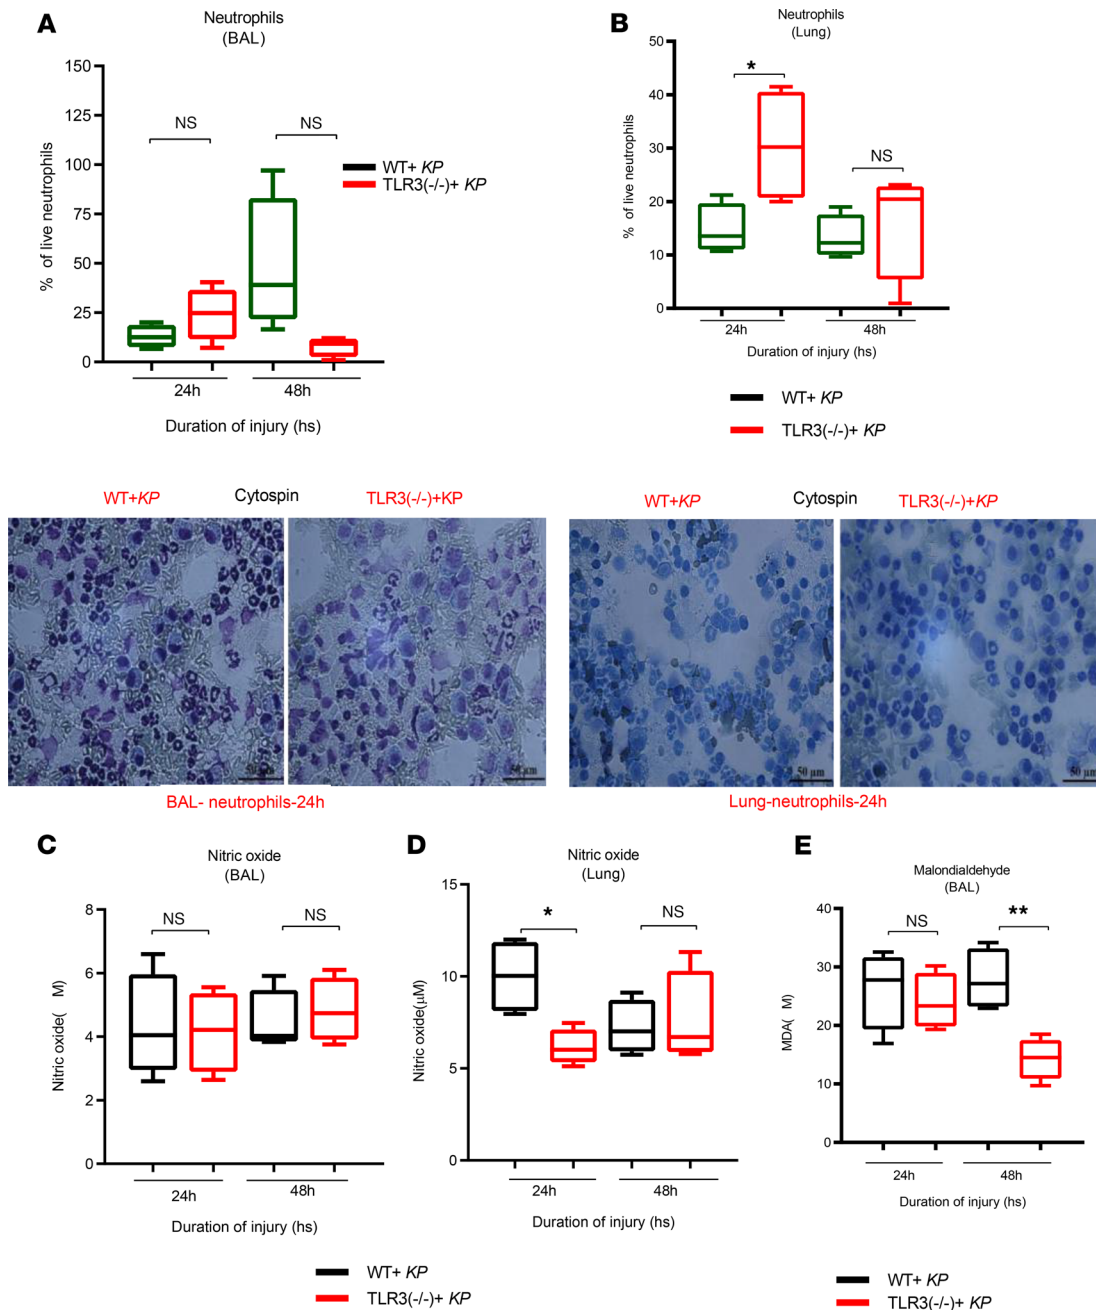 A
Neutrophils
(BAL)
150
125
100
75
50
25
0
% of live neutrophils
NS
NS
WT+ KP
TLR3(-/-)+ KP
24h
48h
Duration of injury (hs)
B
Neutrophils
(Lung)
50
40
30
20
10
0
% of live neutrophils
*
NS
24h
48h
Duration of injury (hs)
WT+ KP
TLR3(-/-)+ KP
WT+KP
Cytospin
TLR3(-/-)+KP
50 µm
BAL- neutrophils-24h
WT+KP
Cytospin
TLR3(-/-)+KP
50 µm
50 µm
Lung-neutrophils-24h
C
Nitric oxide
(BAL)
8
6
4
2
0
Nitric oxide( M)
NS
NS
24h
48h
Duration of injury (hs)
D
Nitric oxide
(Lung)
15
10
5
0
Nitric oxide(µM)
*
NS
24h
48h
Duration of injury (hs)
WT+ KP
TLR3(-/-)+ KP
E
Malondialdehyde
(BAL)
40
30
20
10
0
MDA( M)
NS
**
24h
48h
Duration of injury (hs)
WT+ KP
TLR3(-/-)+ KP